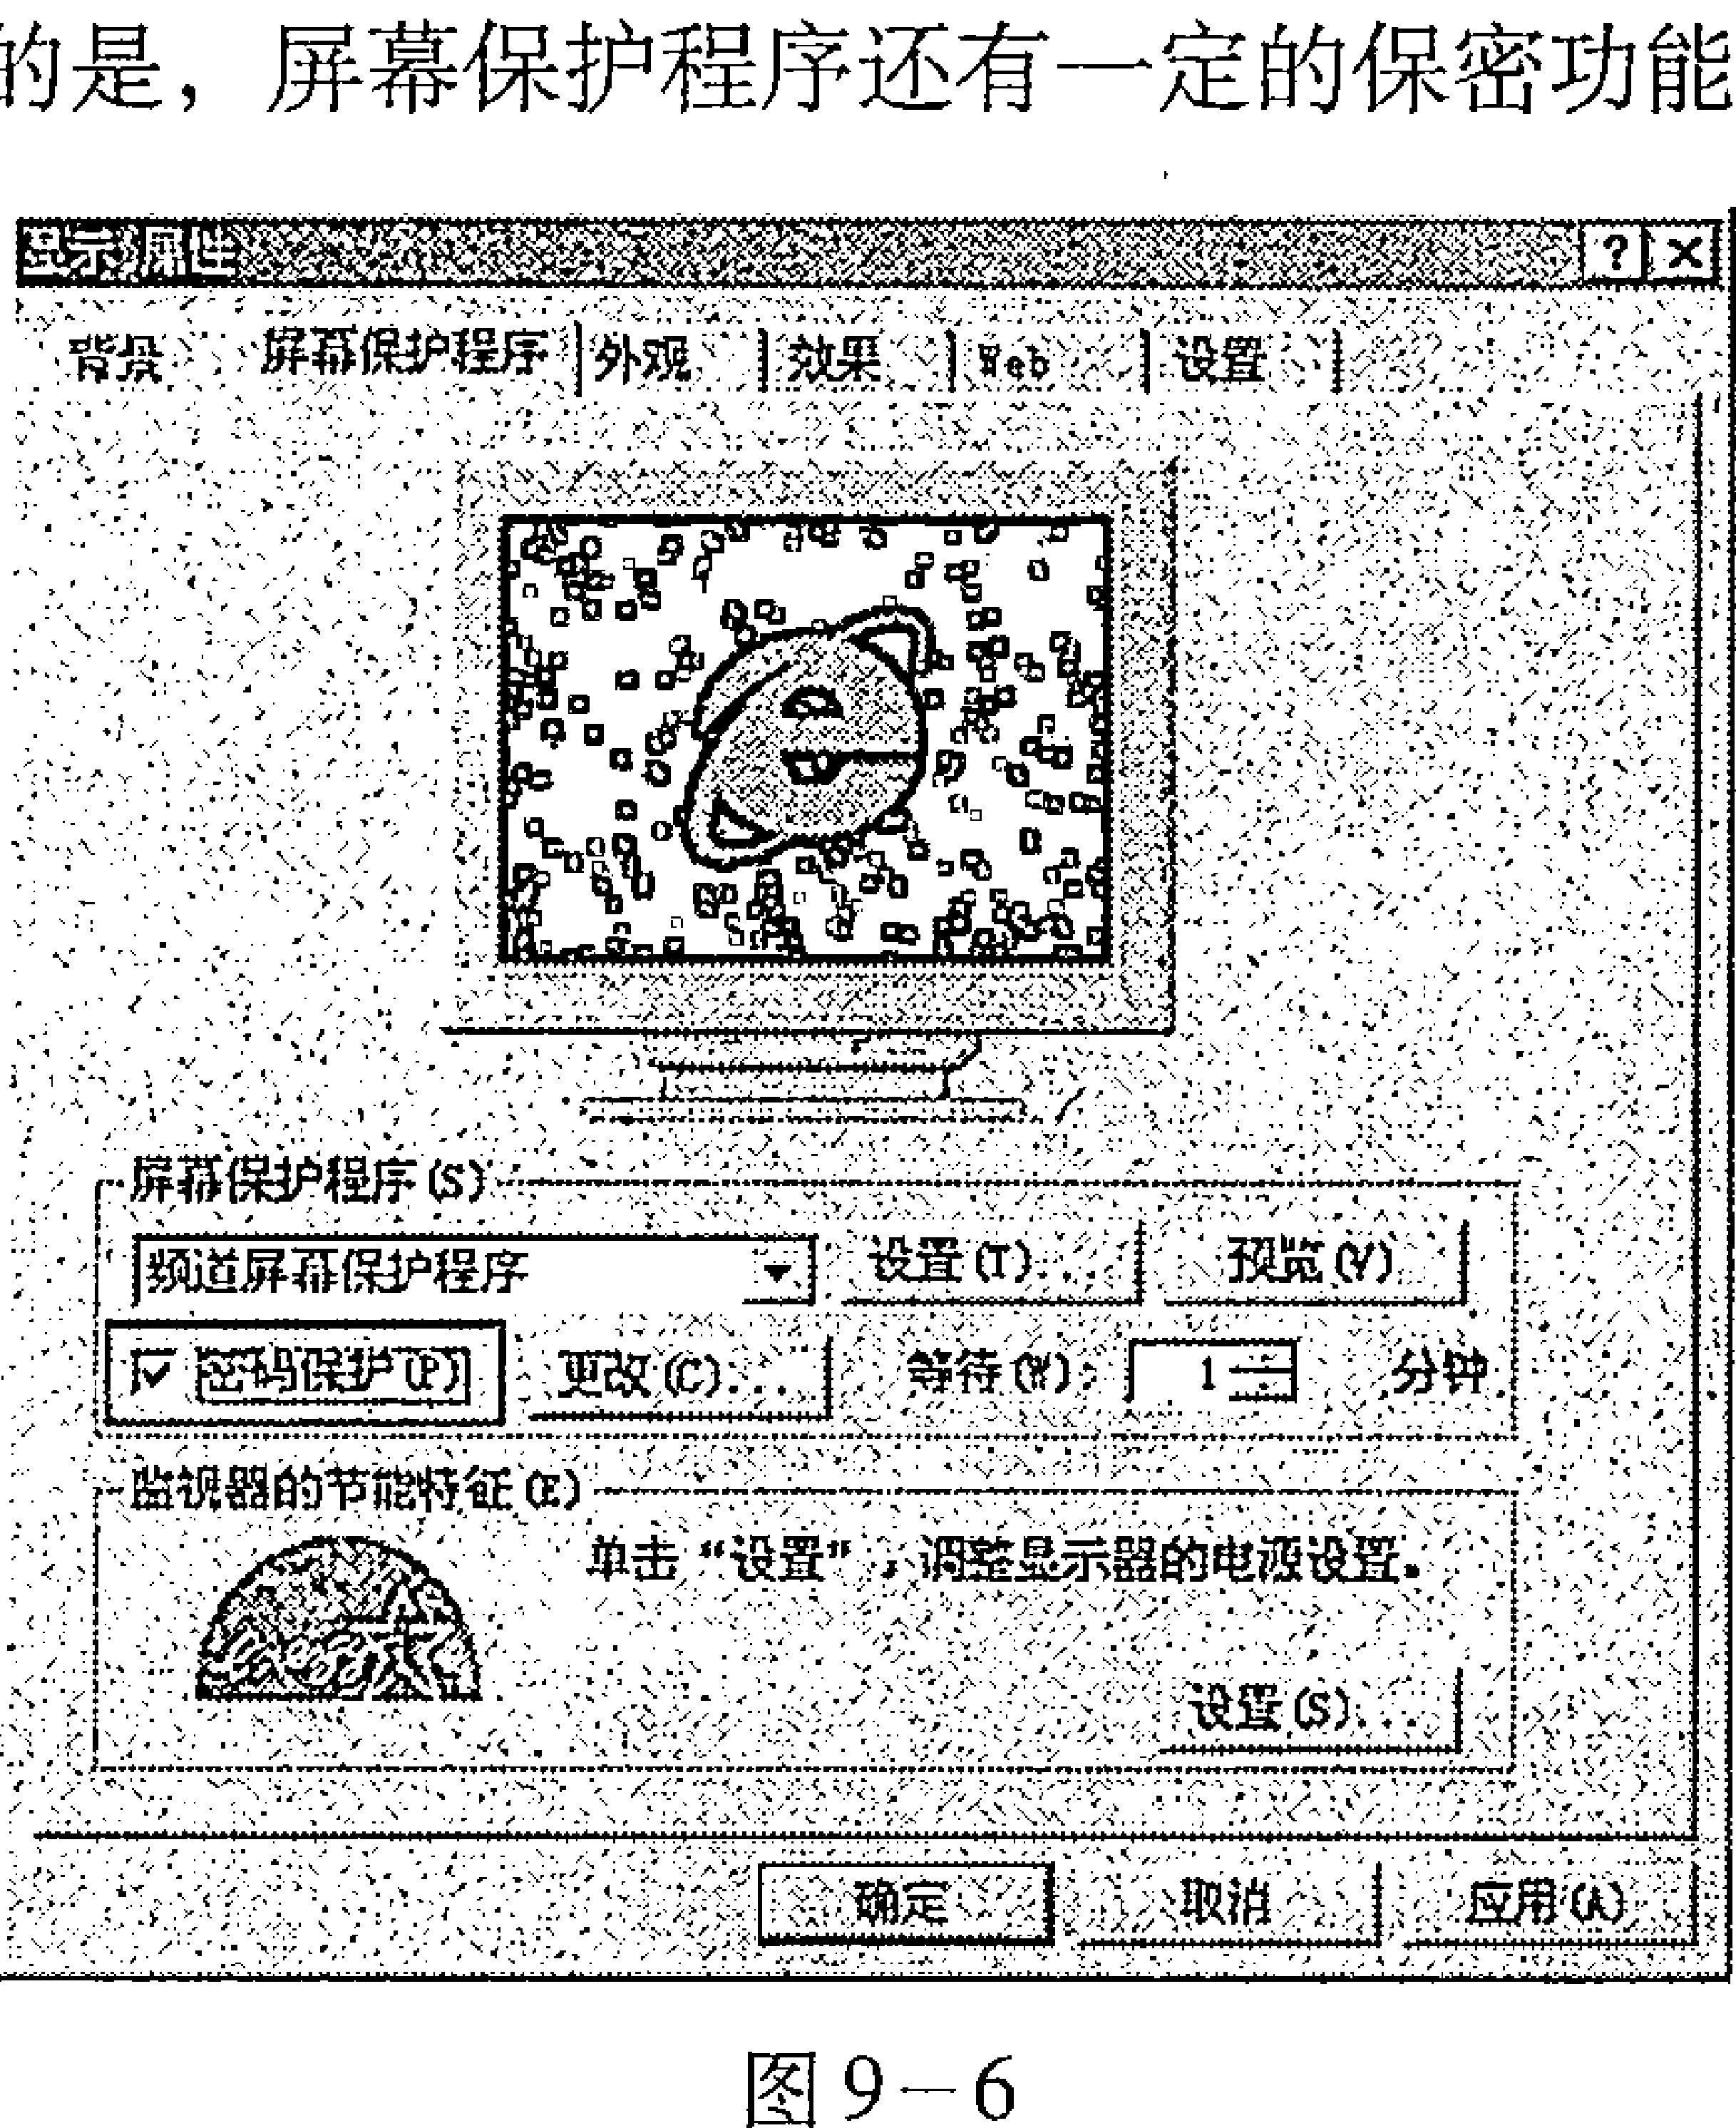 的是，屏幕保护程序还有一定的保密功能
显示 属性 ? ×
背景 屏幕保护程序 外观 效果 Web 设置
屏幕保护程序(S)
频道屏幕保护程序 设置(T)... 预览(V)
密码保护(P) 更改(C)... 等待(W): 1 分钟
监视器的节能特征(E)
单击“设置”，调整显示器的电源设置。
设置(S)...
确定 取消 应用(A)
图 9－6